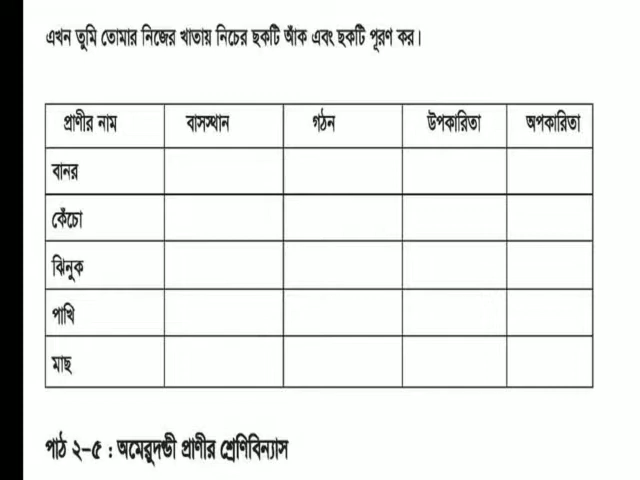 এখন তুমি তোমার নিজের খাতায় নিচের ছকটি আঁক এবং ছকটি পূরণ কর।
প্রাণীর নাম বাসস্থান গঠন উপকারিতা অপকারিতা
বানর
কেঁচো
ঝিনুক
পাখি
মাছ
পাঠ ২–৫ : অমেরুদণ্ডী প্রাণীর শ্রেণিবিন্যাস